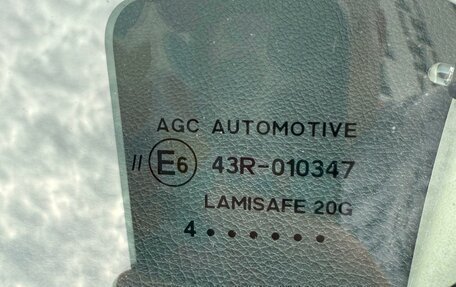 AGC AUTOMOTIVE
// E6 43R-010347
LAMISAFE 20G
4 • • • • • •